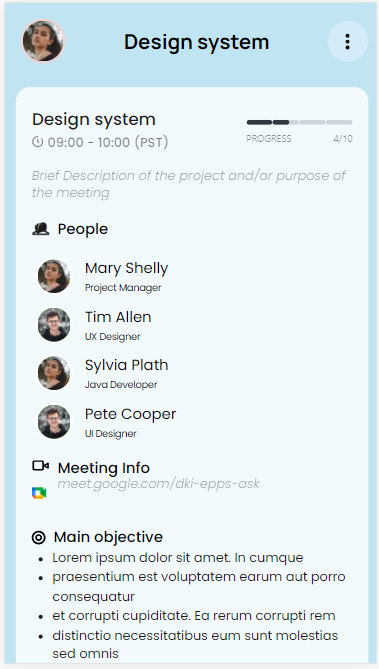 Design system
Design system
09:00 - 10:00 (PST)
PROGRESS 4/10
Brief Description of the project and/or purpose of
the meeting
People
Mary Shelly
Project Manager
Tim Allen
UX Designer
Sylvia Plath
Java Developer
Pete Cooper
UI Designer
Meeting Info
meet.google.com/dki-epps-ask
Main objective
• Lorem ipsum dolor sit amet. In cumque
• praesentium est voluptatem earum aut porro
consequatur
• et corrupti cupiditate. Ea rerum corrupti rem
• distinctio necessitatibus eum sunt molestias
sed omnis